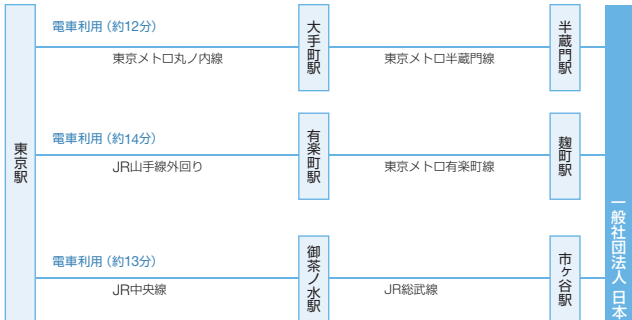 東京駅
電車利用（約12分）
東京メトロ丸ノ内線
大手町駅
東京メトロ半蔵門線
半蔵門駅
電車利用（約14分）
JR山手線外回り
有楽町駅
東京メトロ有楽町線
麹町駅
電車利用（約13分）
JR中央線
御茶ノ水駅
JR総武線
市ヶ谷駅
一般社団法人 日本